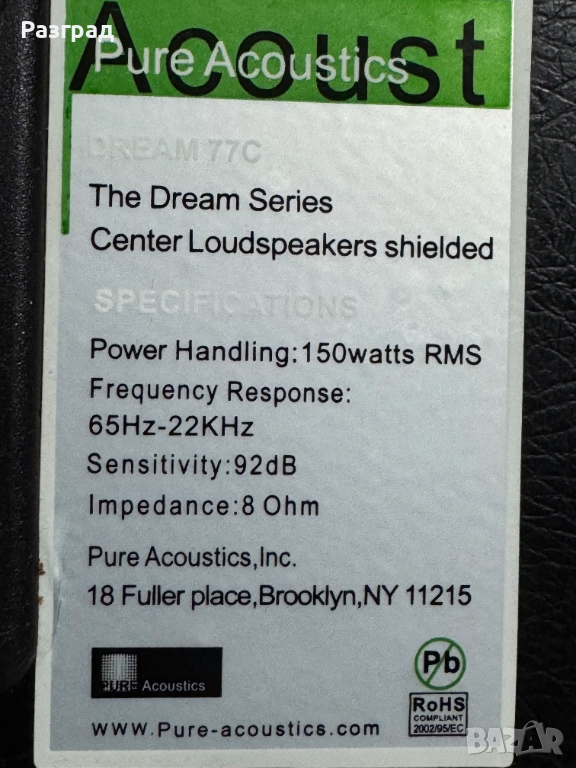 Разград
Acoust
Pure Acoustics
DREAM 77C
The Dream Series
Center Loudspeakers shielded
SPECIFICATIONS
Power Handling:150watts RMS
Frequency Response:
65Hz-22KHz
Sensitivity:92dB
Impedance:8 Ohm
Pure Acoustics,Inc.
18 Fuller place,Brooklyn,NY 11215
PURE Acoustics
Pb
RoHS
COMPLIANT
2002/95/EC
www.Pure-acoustics.com
BAZAR